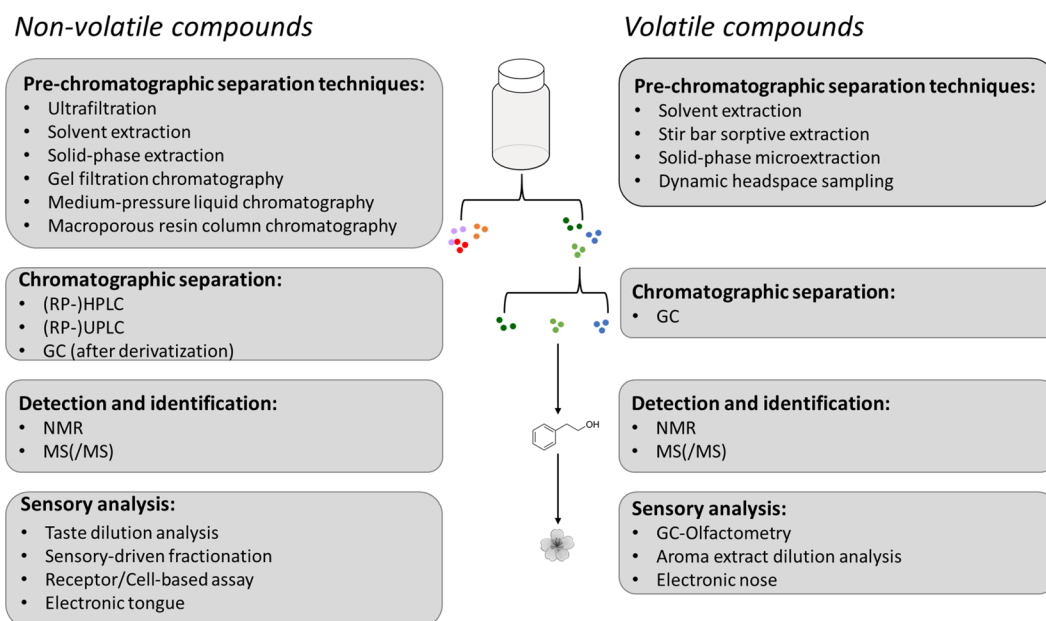 Non-volatile compounds
Pre-chromatographic separation techniques:
• Ultrafiltration
• Solvent extraction
• Solid-phase extraction
• Gel filtration chromatography
• Medium-pressure liquid chromatography
• Macroporous resin column chromatography
Chromatographic separation:
• (RP-)HPLC
• (RP-)UPLC
• GC (after derivatization)
Detection and identification:
• NMR
• MS(/MS)
Sensory analysis:
• Taste dilution analysis
• Sensory-driven fractionation
• Receptor/Cell-based assay
• Electronic tongue
OH
Volatile compounds
Pre-chromatographic separation techniques:
• Solvent extraction
• Stir bar sorptive extraction
• Solid-phase microextraction
• Dynamic headspace sampling
Chromatographic separation:
• GC
Detection and identification:
• NMR
• MS(/MS)
Sensory analysis:
• GC-Olfactometry
• Aroma extract dilution analysis
• Electronic nose